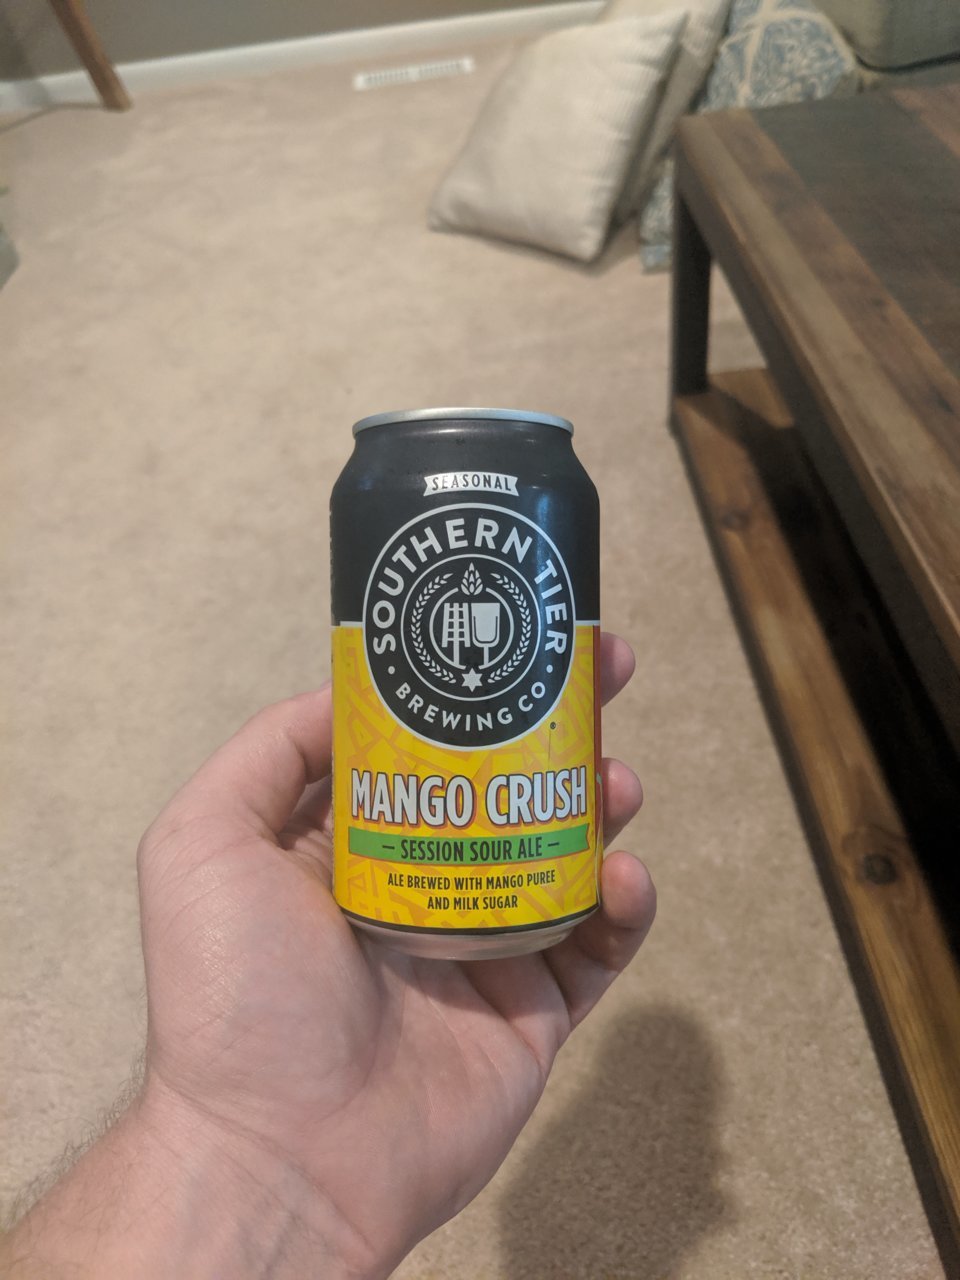 SEASONAL
SOUTHERN TIER
BREWING CO
®
MANGO CRUSH
– SESSION SOUR ALE –
ALE BREWED WITH MANGO PUREE
AND MILK SUGAR